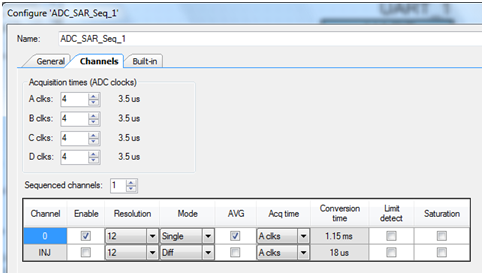 Configure 'ADC_SAR_Seq_1'
UART_1
Name: ADC_SAR_Seq_1
General Channels Built-in
Acquisition times (ADC clocks)
A clks: 4 3.5 us
B clks: 4 3.5 us
C clks: 4 3.5 us
D clks: 4 3.5 us
Sequenced channels: 1
Channel Enable Resolution Mode AVG Acq time Conversion time Limit detect Saturation
0 12 Single A clks 1.15 ms
INJ 12 Diff A clks 18 us